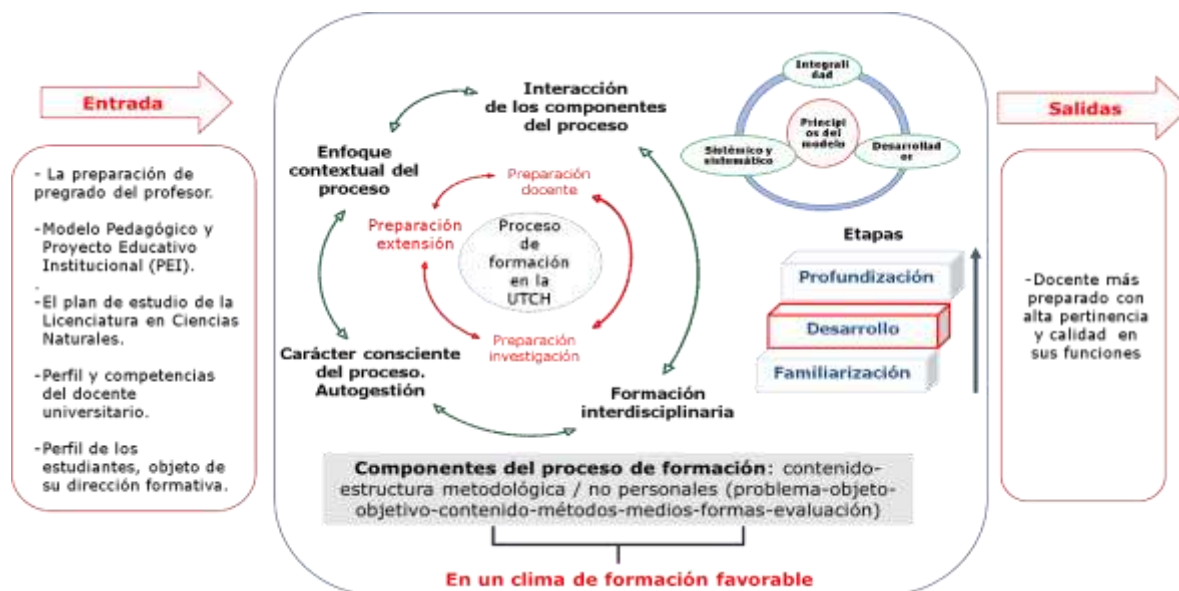 Entrada
- La preparación de
pregrado del profesor.
-Modelo Pedagógico y
Proyecto Educativo
Institucional (PEI).
.
-El plan de estudio de la
Licenciatura en Ciencias
Naturales.
-Perfil y competencias
del docente
universitario.
-Perfil de los
estudiantes, objeto de
su dirección formativa.
Interacción
de los componentes
del proceso
Enfoque
contextual del
proceso
Preparación
docente
Preparación
extensión
Proceso
de
formación
en la
UTCH
Preparación
investigación
Carácter consciente
del proceso.
Autogestión
Formación
interdisciplinaria
Integrali
dad
Principi
os del
modelo
Sistémico y
sistemático
Desarrollad
or
Etapas
Profundización
Desarrollo
Familiarización
Componentes del proceso de formación: contenido-
estructura metodológica / no personales (problema-objeto-
objetivo-contenido-métodos-medios-formas-evaluación)
En un clima de formación favorable
Salidas
-Docente más
preparado con
alta pertinencia
y calidad en
sus funciones